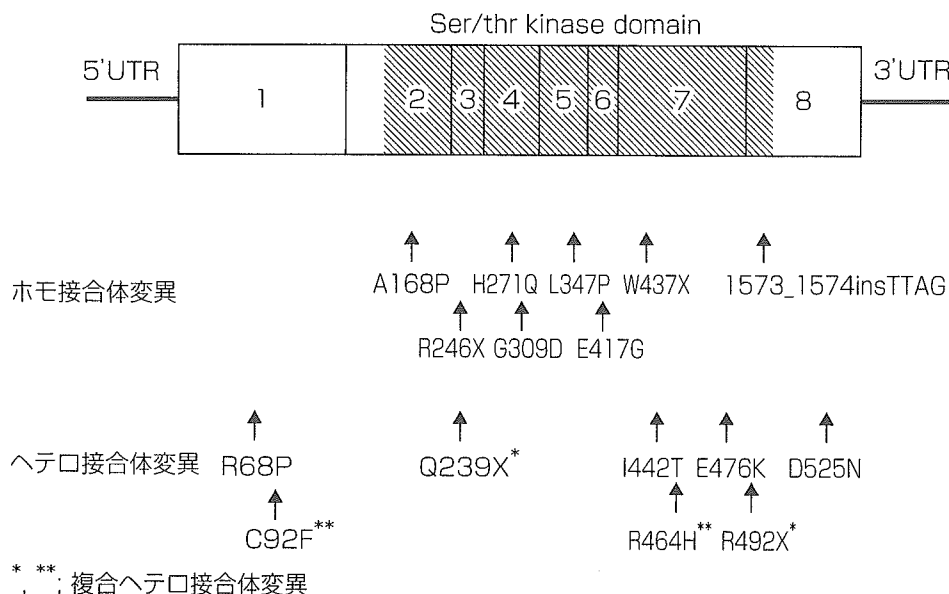 Ser/thr kinase domain
5'UTR 1 2 3 4 5 6 7 8 3'UTR
ホモ接合体変異 A168P H271Q L347P W437X 1573_1574insTTAG
R246X G309D E417G
ヘテロ接合体変異 R68P Q239X* I442T E476K D525N
C92F** R464H** R492X*
*, **; 複合ヘテロ接合体変異